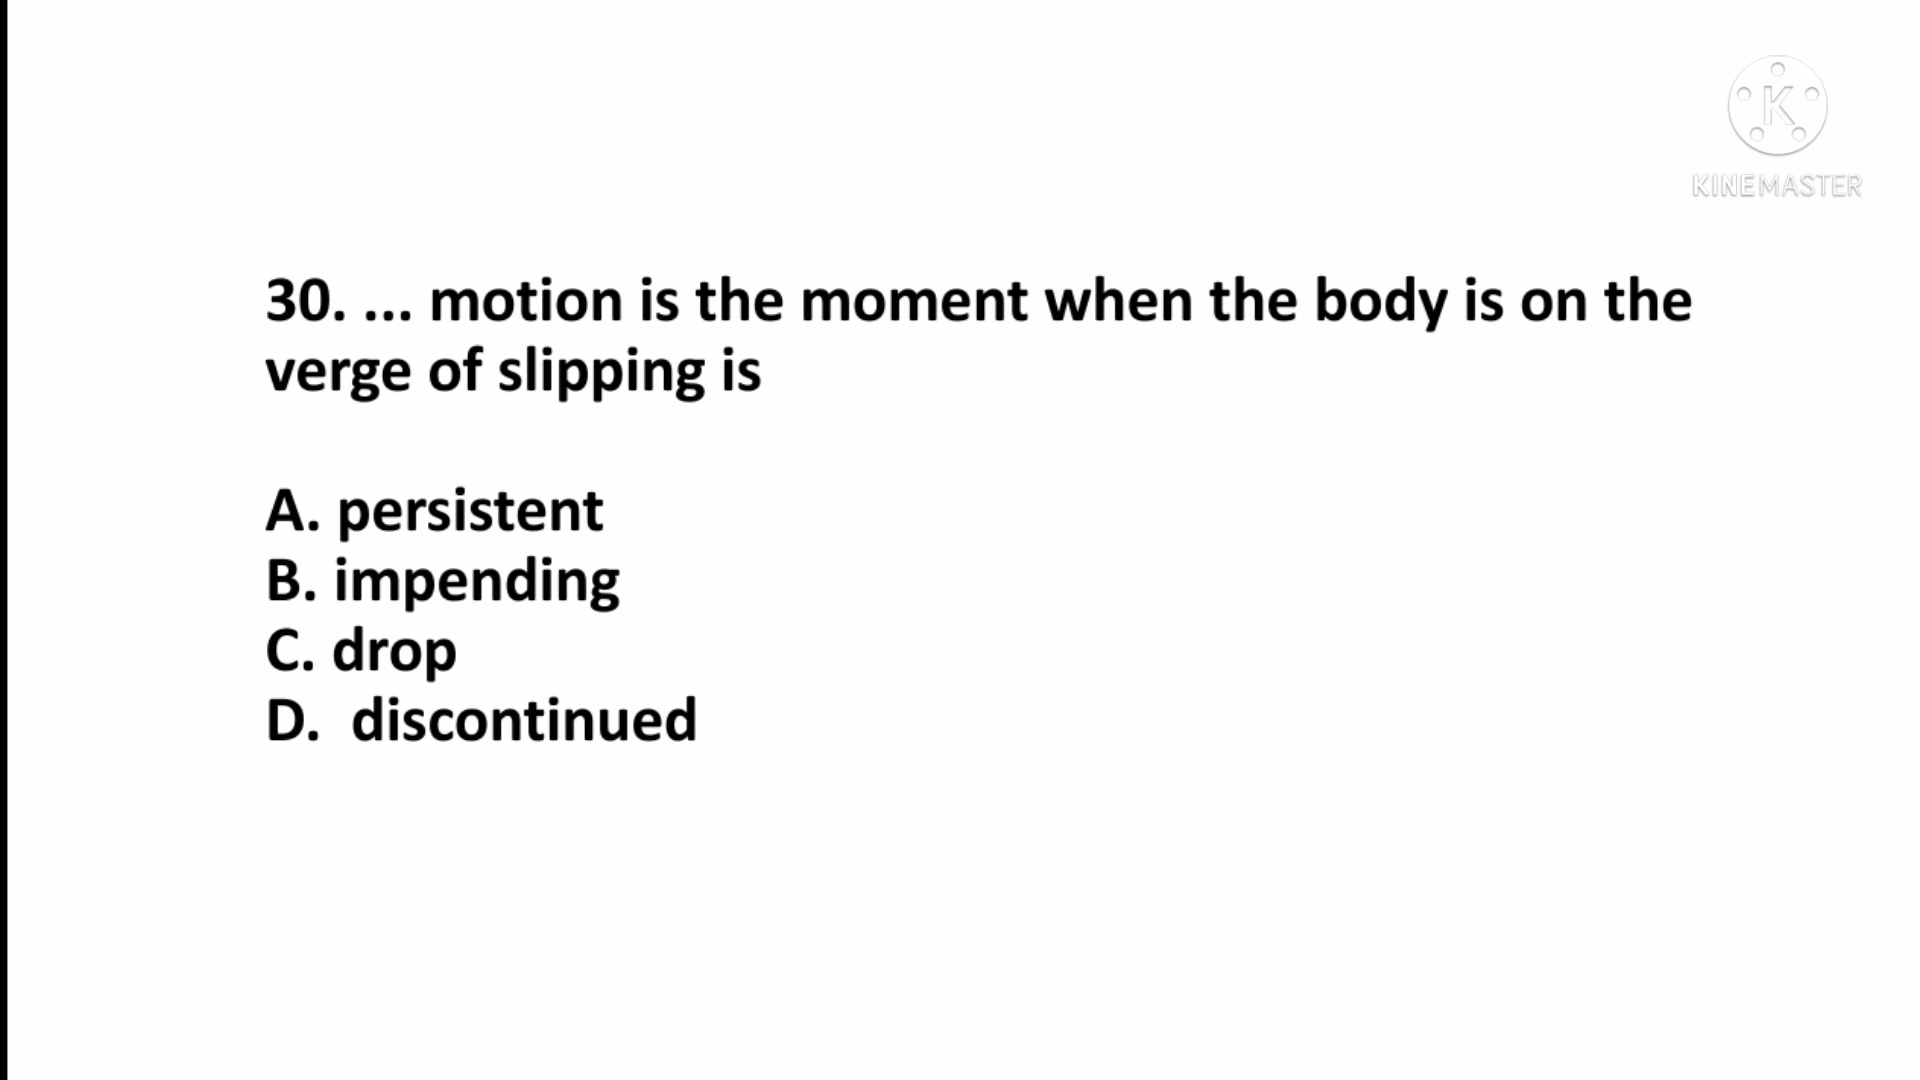 K
KINEMASTER
30. ... motion is the moment when the body is on the
verge of slipping is
A. persistent
B. impending
C. drop
D. discontinued